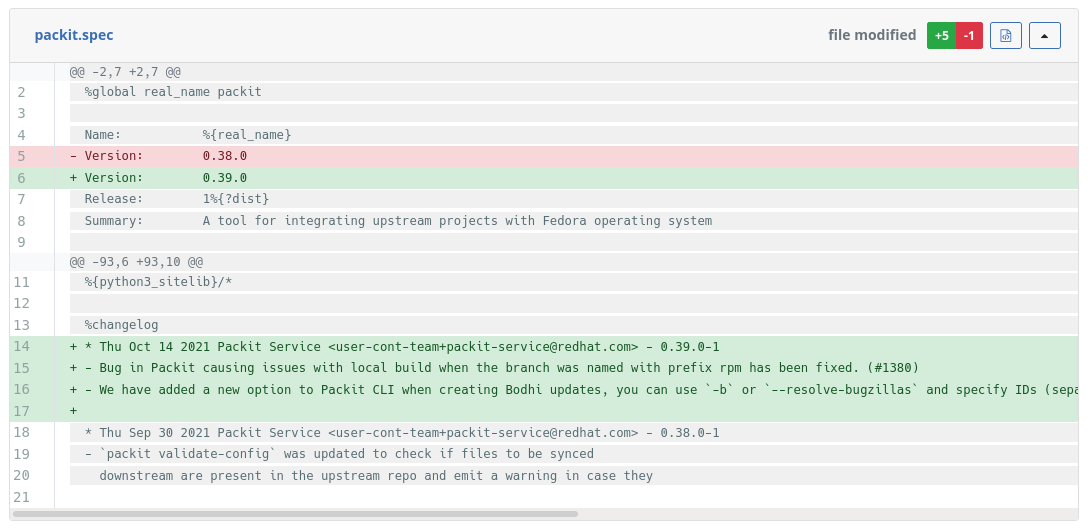 packit.spec file modified +5 -1
@@ -2,7 +2,7 @@
2 %global real_name packit
3
4 Name:           %{real_name}
5 - Version:        0.38.0
6 + Version:        0.39.0
7 Release:        1%{?dist}
8 Summary:        A tool for integrating upstream projects with Fedora operating system
9
@@ -93,6 +93,10 @@
11 %{python3_sitelib}/*
12
13 %changelog
14 + * Thu Oct 14 2021 Packit Service <user-cont-team+packit-service@redhat.com> - 0.39.0-1
15 + - Bug in Packit causing issues with local build when the branch was named with prefix rpm has been fixed. (#1380)
16 + - We have added a new option to Packit CLI when creating Bodhi updates, you can use `-b` or `--resolve-bugzillas` and specify IDs (sepa
17 +
18 * Thu Sep 30 2021 Packit Service <user-cont-team+packit-service@redhat.com> - 0.38.0-1
19 - `packit validate-config` was updated to check if files to be synced
20 downstream are present in the upstream repo and emit a warning in case they
21